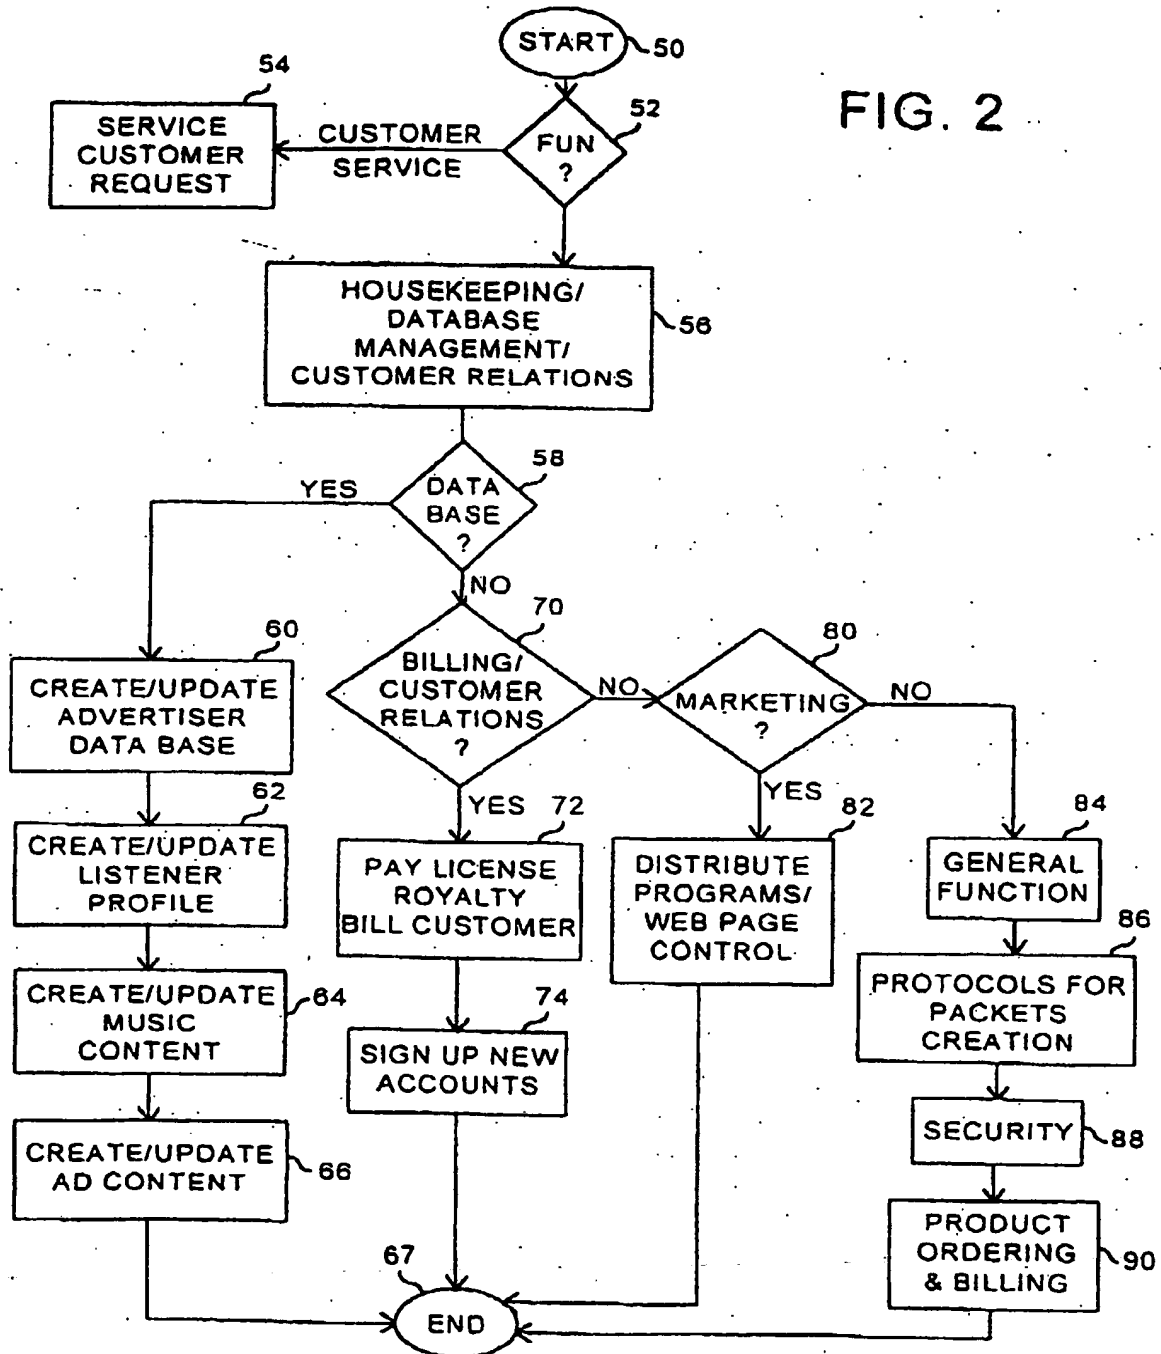 START
50
FIG. 2
54
52
SERVICE
CUSTOMER
REQUEST
CUSTOMER
SERVICE
FUN
?
HOUSEKEEPING/
DATABASE
MANAGEMENT/
CUSTOMER RELATIONS
56
58
DATA
BASE
?
YES
NO
60
CREATE/UPDATE
ADVERTISER
DATA BASE
70
BILLING/
CUSTOMER
RELATIONS
?
NO
80
MARKETING
?
NO
62
CREATE/UPDATE
LISTENER
PROFILE
YES
72
PAY LICENSE
ROYALTY
BILL CUSTOMER
YES
82
DISTRIBUTE
PROGRAMS/
WEB PAGE
CONTROL
84
GENERAL
FUNCTION
86
PROTOCOLS FOR
PACKETS
CREATION
CREATE/UPDATE
MUSIC
CONTENT
64
74
SIGN UP NEW
ACCOUNTS
SECURITY
88
CREATE/UPDATE
AD CONTENT
66
PRODUCT
ORDERING
& BILLING
90
67
END